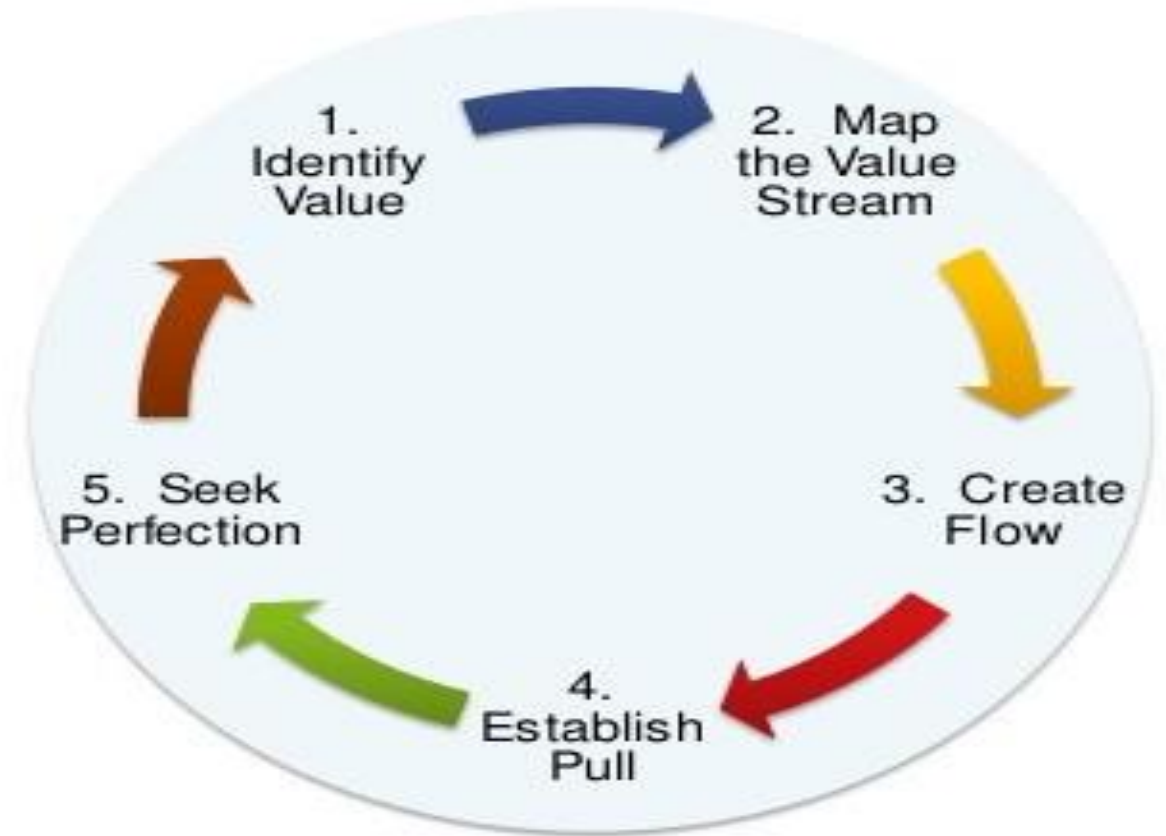 1.
Identify
Value
2. Map
the Value
Stream
3. Create
Flow
4.
Establish
Pull
5. Seek
Perfection